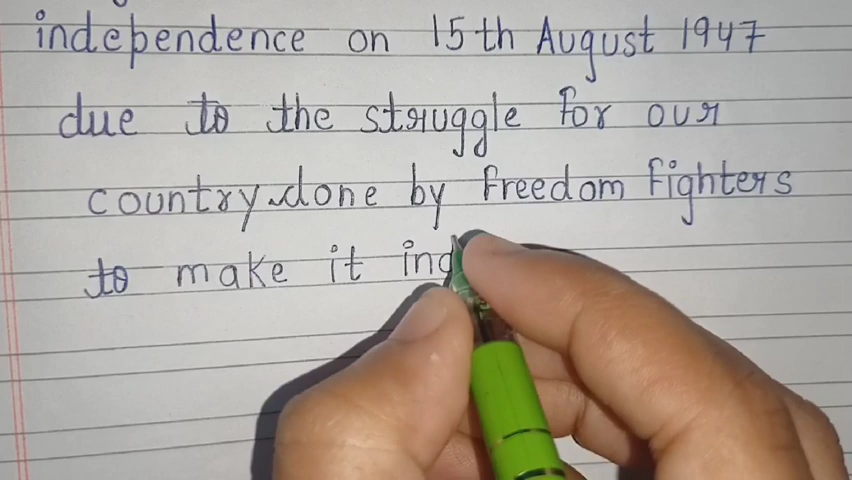 independence on 15th August 1947
due to the struggle for our
country done by freedom fighters
to make it ind